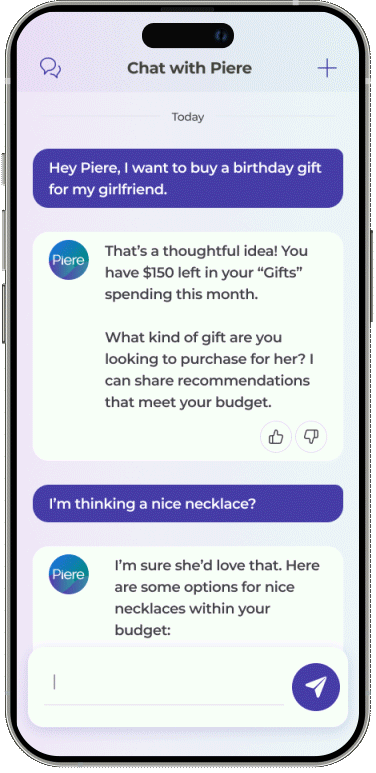 Chat with Piere
Today
Hey Piere, I want to buy a birthday gift
for my girlfriend.
Piere
That’s a thoughtful idea! You
have $150 left in your “Gifts”
spending this month.
What kind of gift are you
looking to purchase for her? I
can share recommendations
that meet your budget.
I’m thinking a nice necklace?
Piere
I’m sure she’d love that. Here
are some options for nice
necklaces within your
budget: